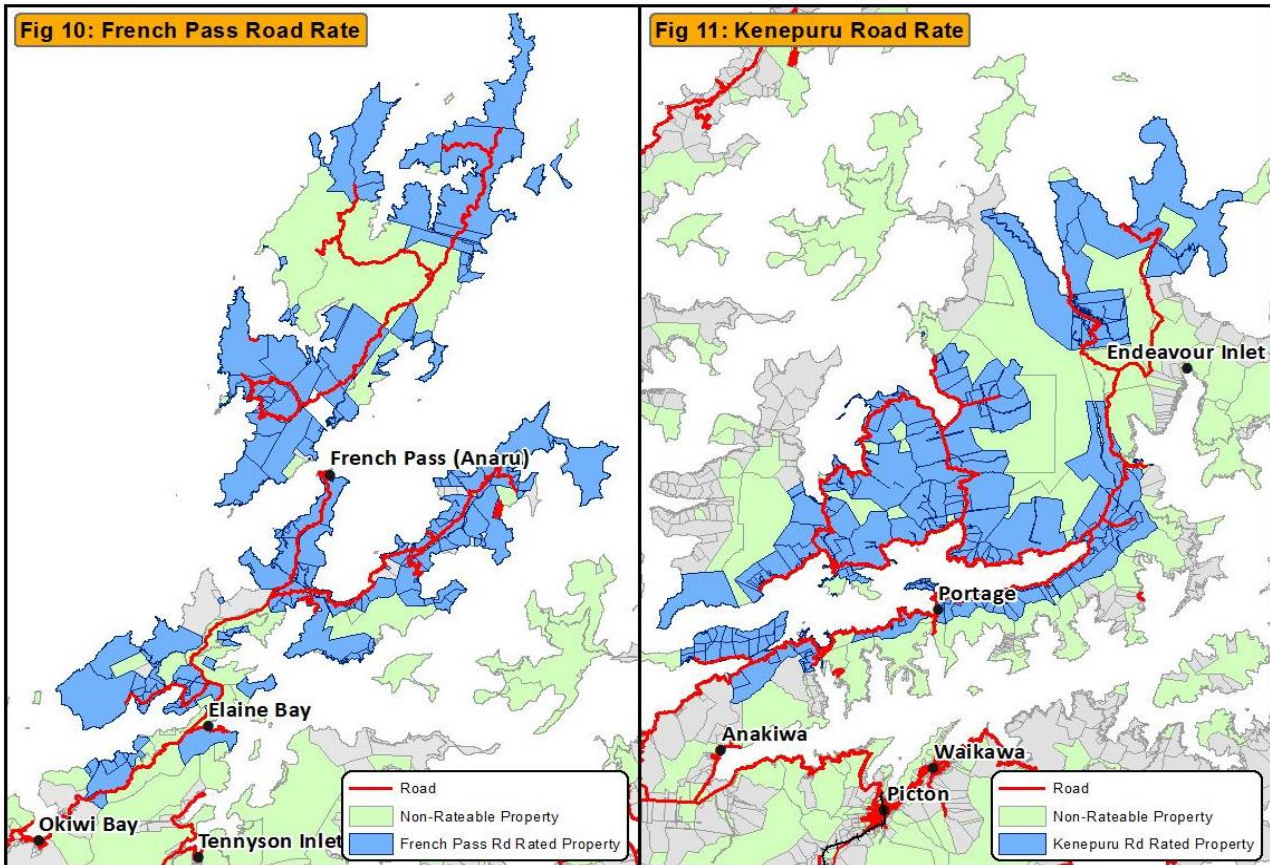 Fig 10: French Pass Road Rate
French Pass (Anaru)
Elaine Bay
Okiwi Bay
Tennyson Inlet
Road
Non-Rateable Property
French Pass Rd Rated Property
Fig 11: Kenepuru Road Rate
Endeavour Inlet
Portage
Anakiwa
Waikawa
Picton
Road
Non-Rateable Property
Kenepuru Rd Rated Property